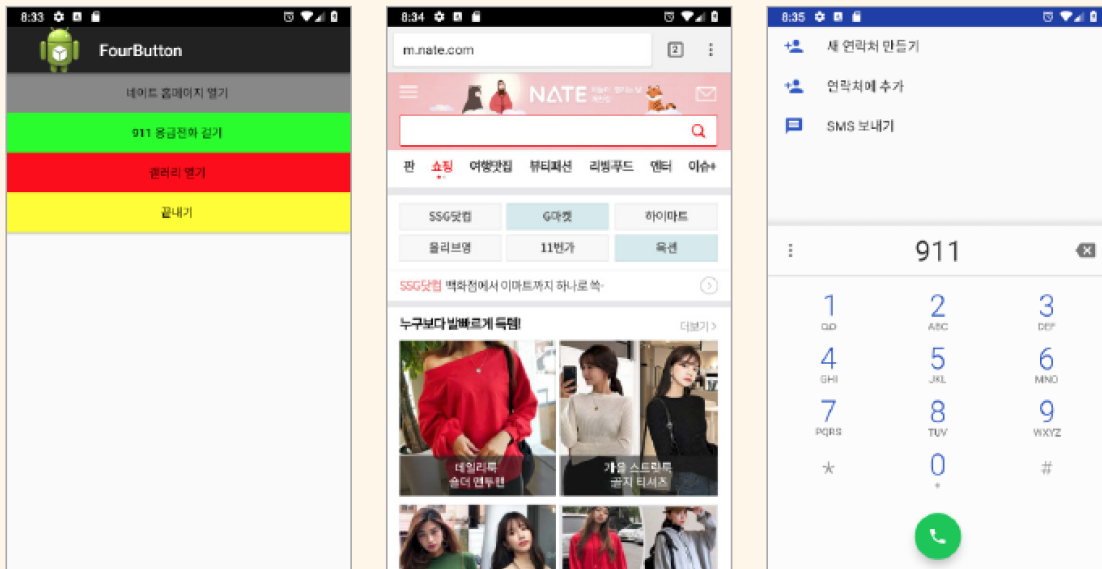 8:33
FourButton
네이트 홈페이지 열기
911 응급전화 걸기
갤러리 열기
끝내기
8:34
m.nate.com
2
NATE
판 쇼핑 여행맛집 뷰티패션 리빙푸드 엔터 이슈+
SSG닷컴 G마켓 하이마트
올리브영 11번가 옥션
SSG닷컴 백화점에서 이마트까지 하나로 쓱~
누구보다 발빠르게 득템! 더보기 >
데일리룩
숄더 맨투맨
가을 스트릿룩
골지 티셔츠
8:35
새 연락처 만들기
연락처에 추가
SMS 보내기
911
1 2 3
ABC DEF
4 5 6
GHI JKL MNO
7 8 9
PQRS TUV WXYZ
* 0 #
+